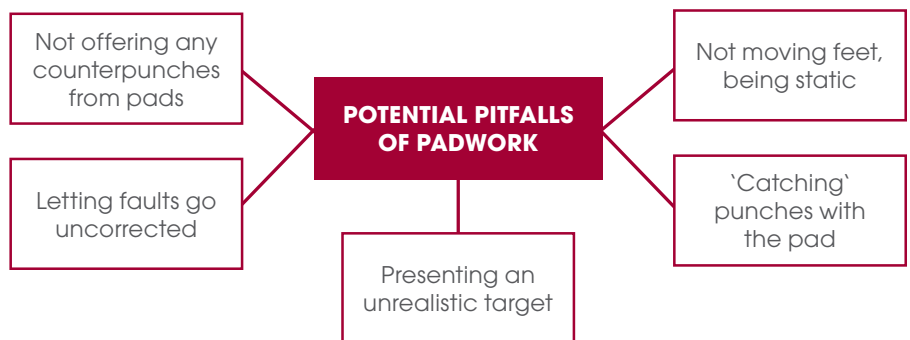 Not offering any
counterpunches
from pads
Letting faults go
uncorrected
POTENTIAL PITFALLS
OF PADWORK
Presenting an
unrealistic target
Not moving feet,
being static
‘Catching‘
punches with
the pad